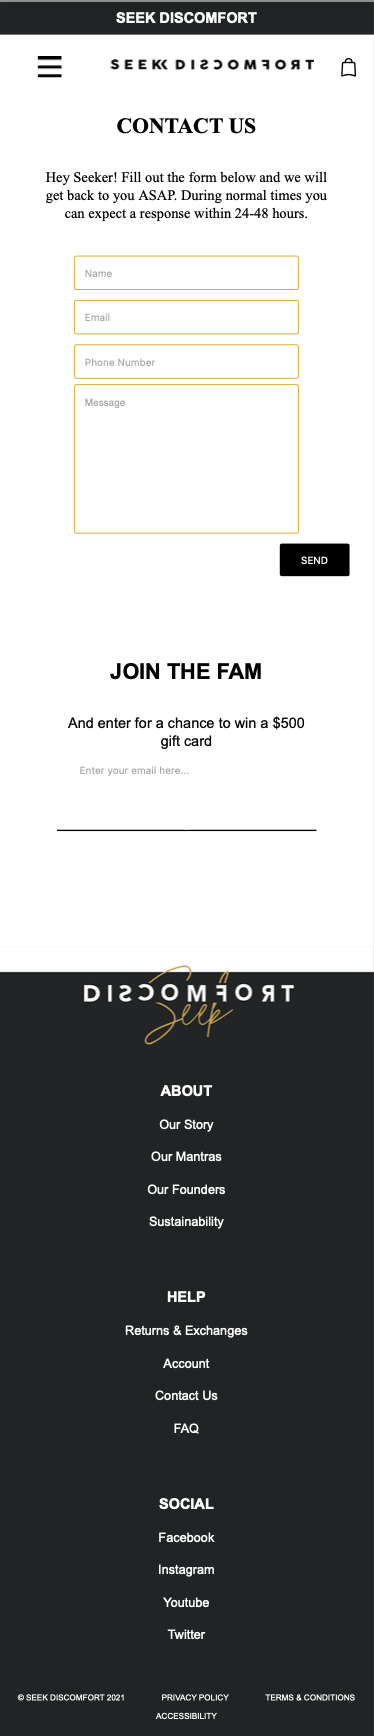 SEEK DISCOMFORT
SEEK DISCOMFORT
CONTACT US
Hey Seeker! Fill out the form below and we will
get back to you ASAP. During normal times you
can expect a response within 24-48 hours.
Name
Email
Phone Number
Message
SEND
JOIN THE FAM
And enter for a chance to win a $500
gift card
Enter your email here...
DISCOMFORT
Seek
ABOUT
Our Story
Our Mantras
Our Founders
Sustainability
HELP
Returns & Exchanges
Account
Contact Us
FAQ
SOCIAL
Facebook
Instagram
Youtube
Twitter
© SEEK DISCOMFORT 2021 PRIVACY POLICY TERMS & CONDITIONS
ACCESSIBILITY